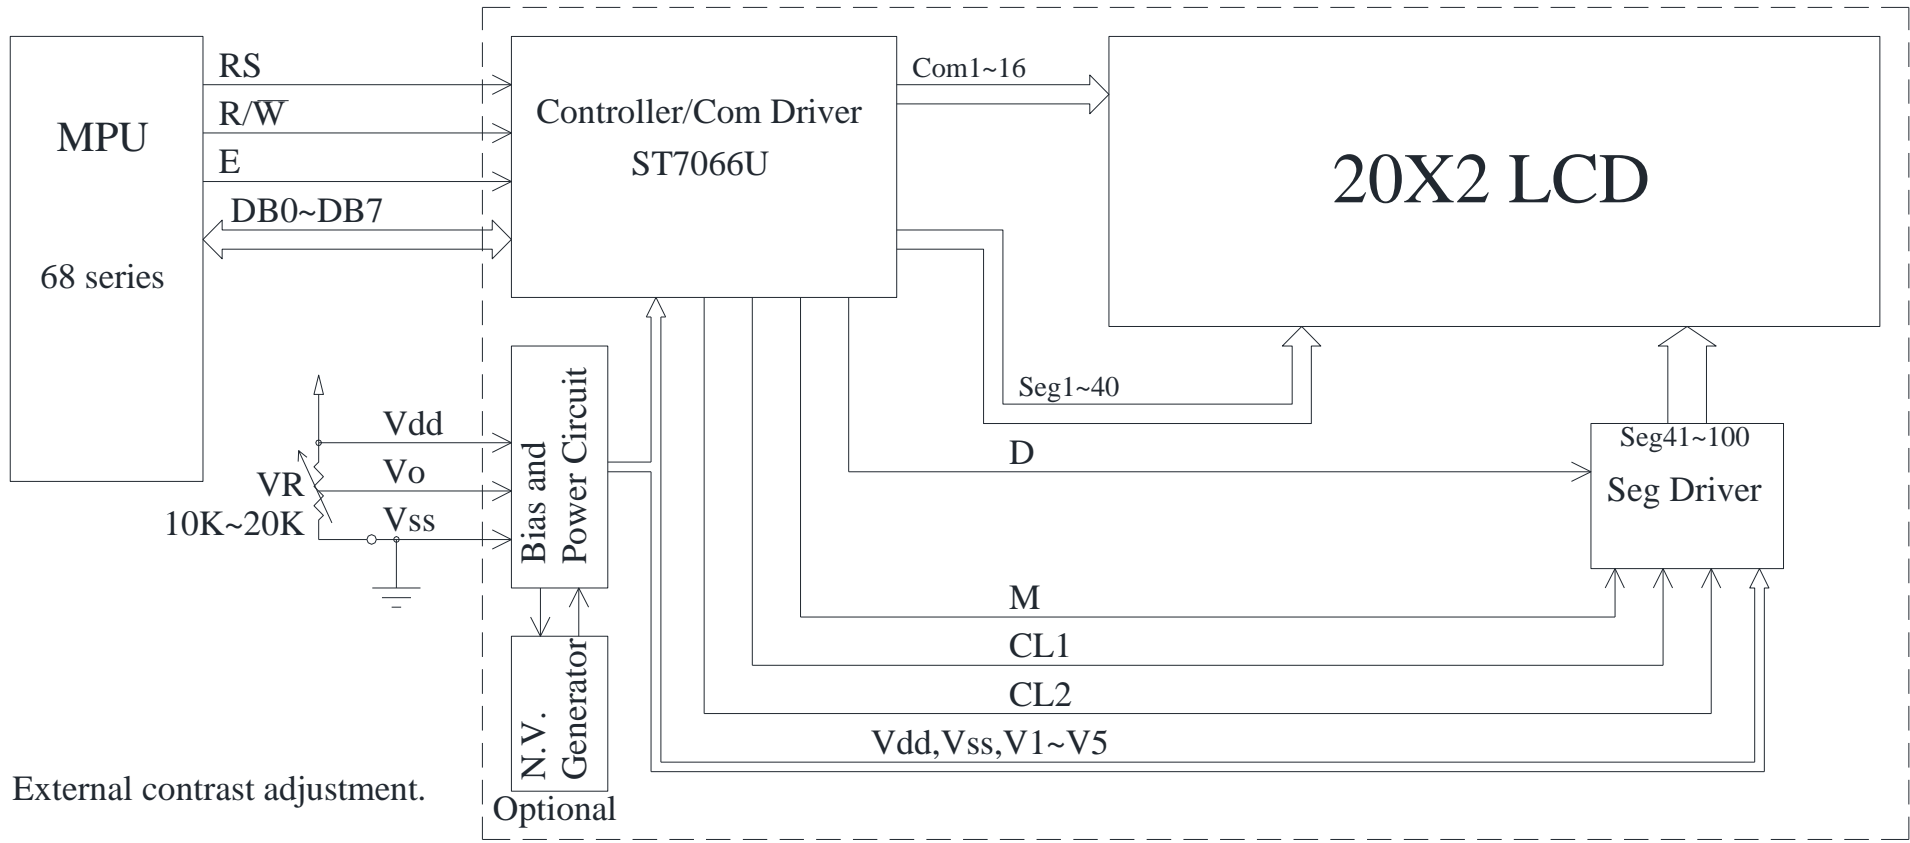 RS
R/W̅
E
DB0~DB7
MPU
68 series
Controller/Com Driver
ST7066U
Com1~16
20X2 LCD
Seg1~40
D
Seg41~100
Seg Driver
Vdd
Vo
Vss
VR
10K~20K
Bias and
Power Circuit
M
CL1
CL2
Vdd,Vss,V1~V5
N.V.
Generator
Optional
External contrast adjustment.